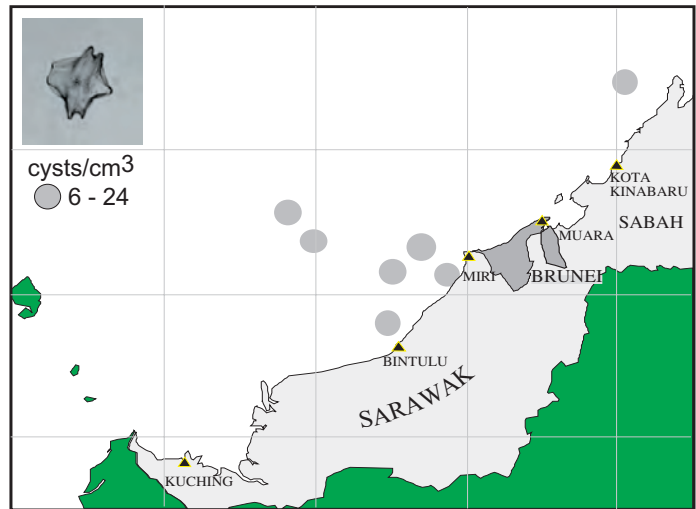 cysts/cm3
6 - 24
KOTA
KINABARU
SABAH
MUARA
MIRI
BRUNEI
BINTULU
SARAWAK
KUCHING